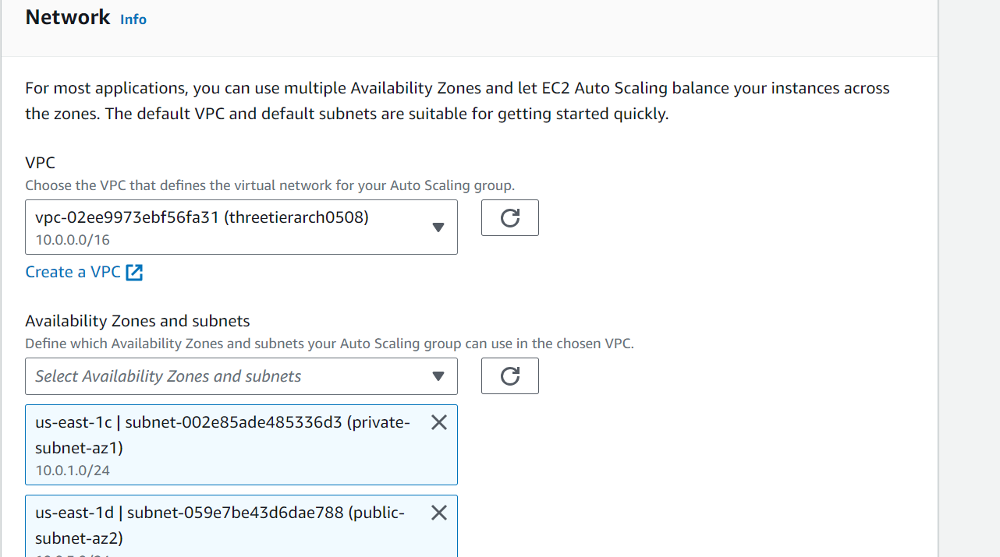 Network Info
For most applications, you can use multiple Availability Zones and let EC2 Auto Scaling balance your instances across
the zones. The default VPC and default subnets are suitable for getting started quickly.
VPC
Choose the VPC that defines the virtual network for your Auto Scaling group.
vpc-02ee9973ebf56fa31 (threetierarch0508)
10.0.0.0/16
Create a VPC
Availability Zones and subnets
Define which Availability Zones and subnets your Auto Scaling group can use in the chosen VPC.
Select Availability Zones and subnets
us-east-1c | subnet-002e85ade485336d3 (private-
subnet-az1)
10.0.1.0/24
us-east-1d | subnet-059e7be43d6dae788 (public-
subnet-az2)